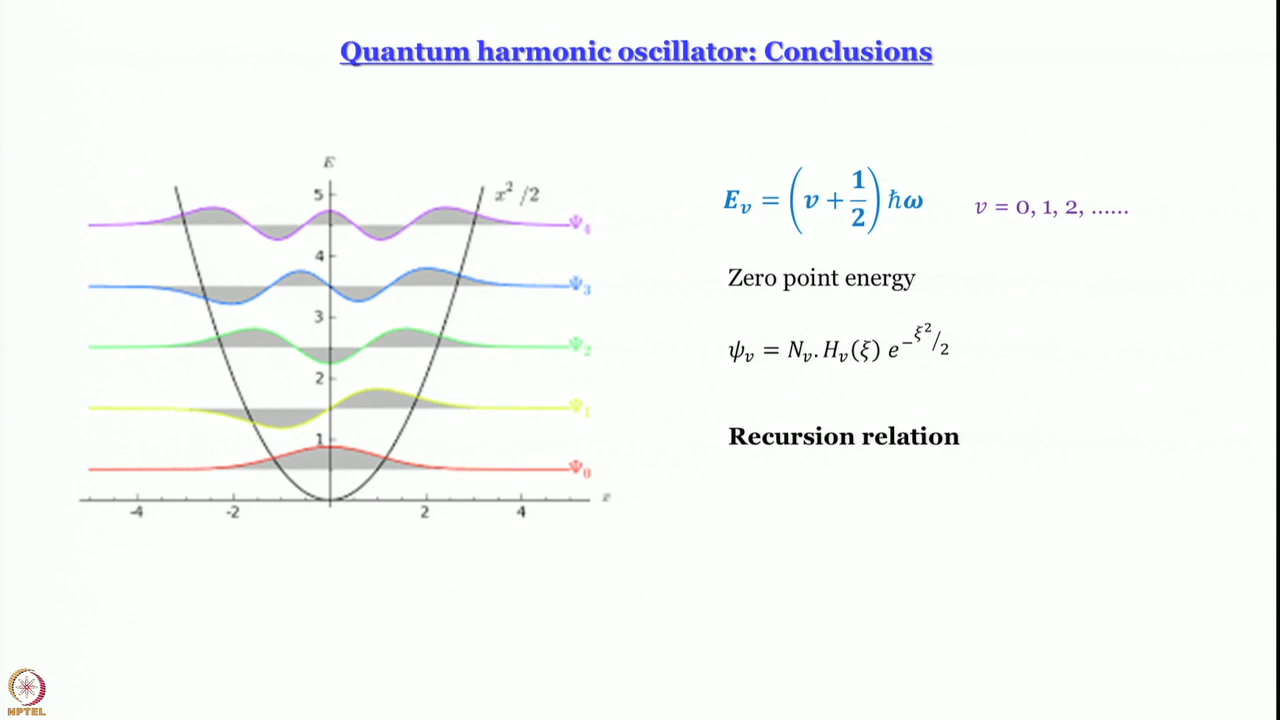 Quantum harmonic oscillator: Conclusions
E
5
x² /2
Ψ₄
4
Ψ₃
3
Ψ₂
2
Ψ₁
1
Ψ₀
x
-4 -2 2 4
E_v = (v + 1/2) ħω v = 0, 1, 2, ......
Zero point energy
ψ_v = N_v. H_v(ξ) e^(−ξ²/2)
Recursion relation
NPTEL